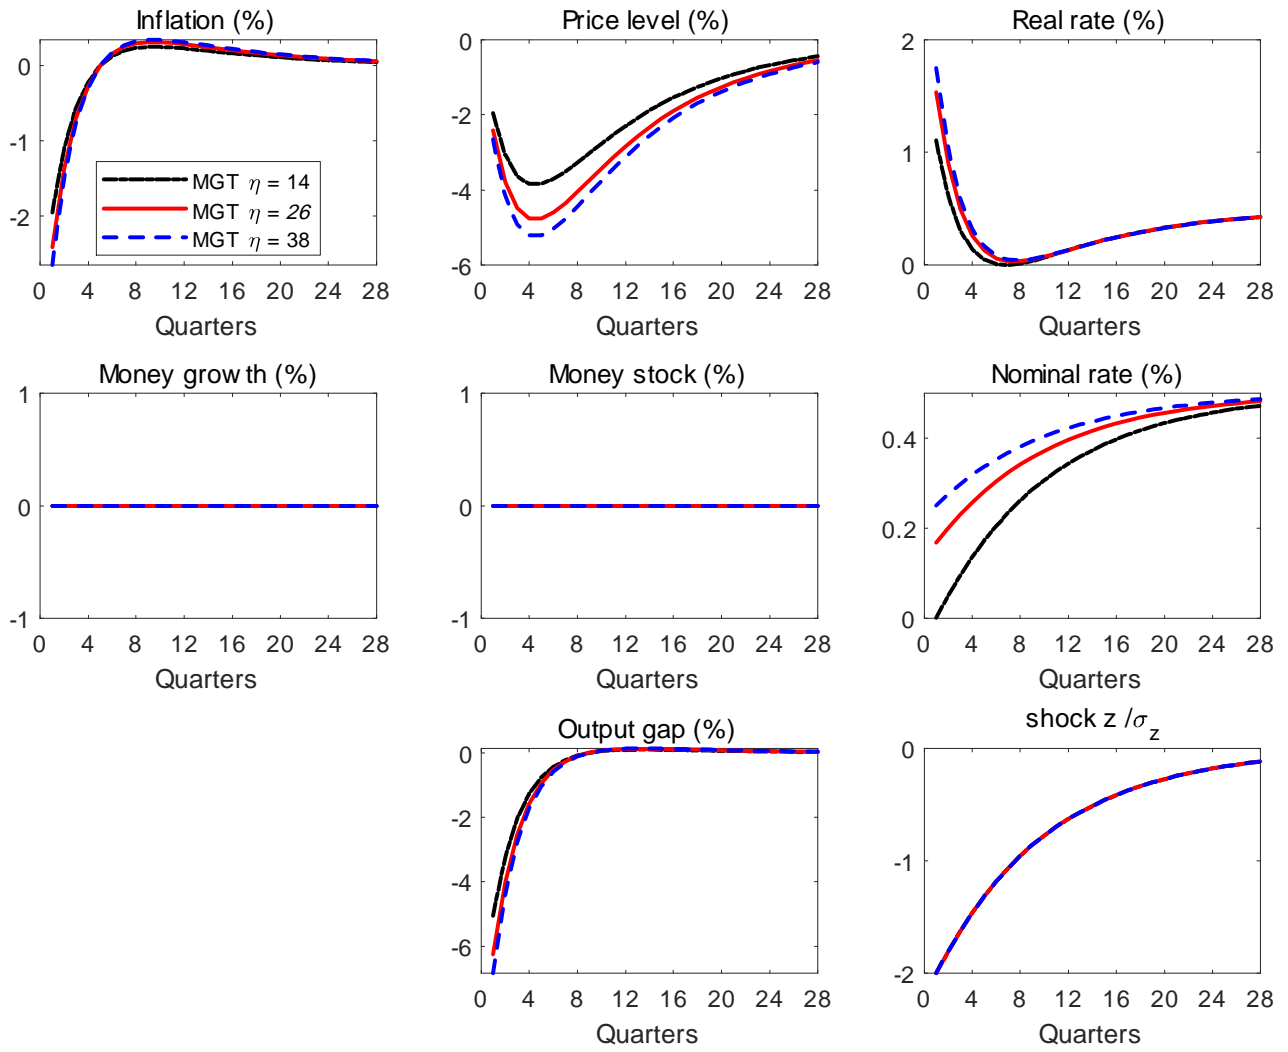 Inflation (%)
Price level (%)
Real rate (%)
0
-1
-2
MGT η = 14
MGT η = 26
MGT η = 38
0
-2
-4
-6
2
1
0
0 4 8 12 16 20 24 28
0 4 8 12 16 20 24 28
0 4 8 12 16 20 24 28
Quarters
Quarters
Quarters
Money growth (%)
Money stock (%)
Nominal rate (%)
1
0
-1
1
0
-1
0.4
0.2
0
0 4 8 12 16 20 24 28
0 4 8 12 16 20 24 28
0 4 8 12 16 20 24 28
Quarters
Quarters
Quarters
Output gap (%)
shock z /σ_z
0
-2
-4
-6
0
-1
-2
0 4 8 12 16 20 24 28
0 4 8 12 16 20 24 28
Quarters
Quarters